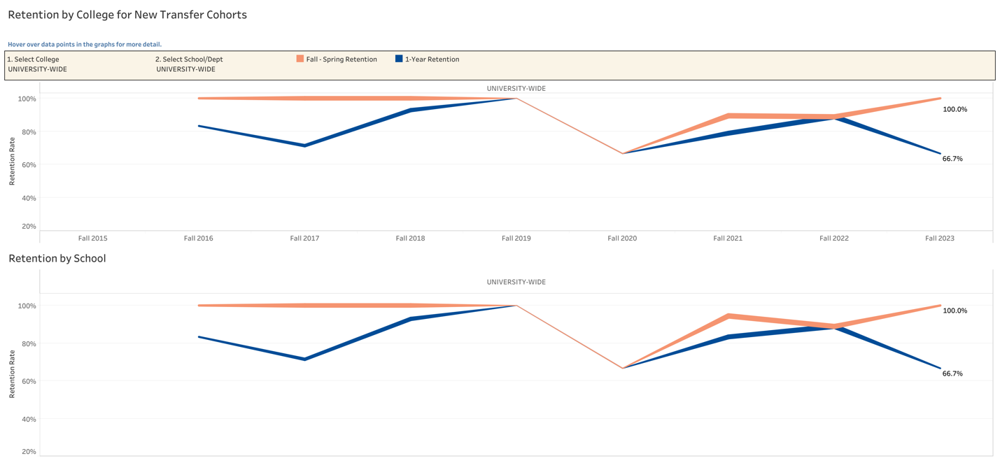 Retention by College for New Transfer Cohorts
Hover over data points in the graphs for more detail.
1. Select College
UNIVERSITY-WIDE
2. Select School/Dept
UNIVERSITY-WIDE
Fall - Spring Retention
1-Year Retention
UNIVERSITY-WIDE
Retention Rate
100%
80%
60%
40%
20%
100.0%
66.7%
Fall 2015
Fall 2016
Fall 2017
Fall 2018
Fall 2019
Fall 2020
Fall 2021
Fall 2022
Fall 2023
Retention by School
UNIVERSITY-WIDE
Retention Rate
100%
80%
60%
40%
20%
100.0%
66.7%